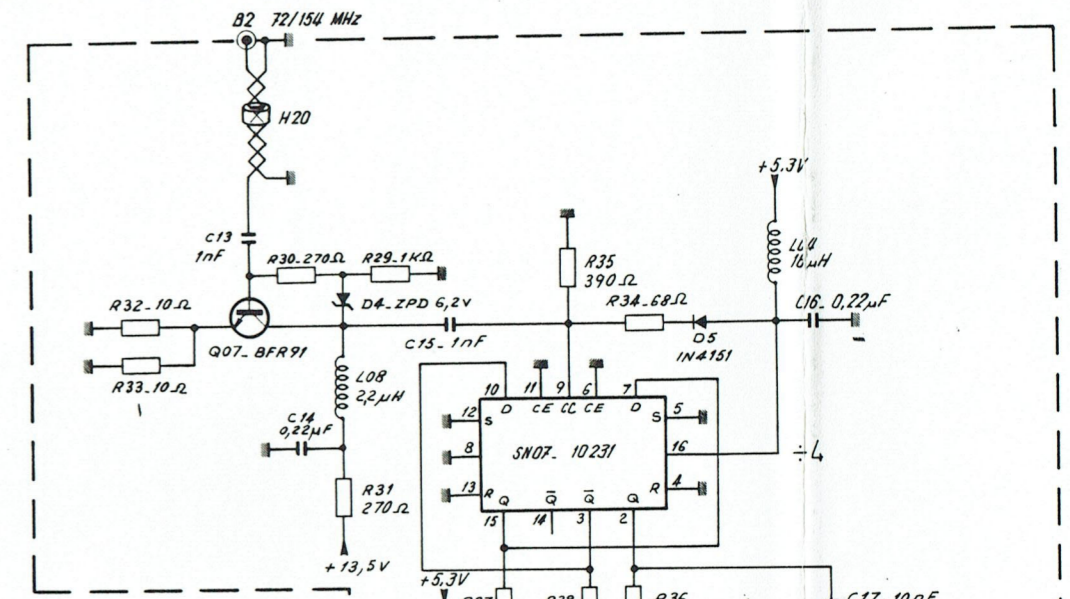 B2 72/154 MHz
H20
+5,3V
C13
1nF
R30_270Ω R29_1KΩ
R35
390Ω
16µH
R32_10Ω
D4_ZPD 6,2V
R34_68Ω
C16_0,22µF
Q07_BFR91
C15_1nF
D5
IN4151
R33_10Ω
L08
2,2µH
10 11 9 6 7
D CE CC CE D
C14
0,22µF
12 S
S 5
8
SN07_10231
16
÷4
13 R
R 4
Q Q̅ Q̅ Q
15 14 3 2
R31
270Ω
+13,5V
+5,3V
R36
C17_10nF